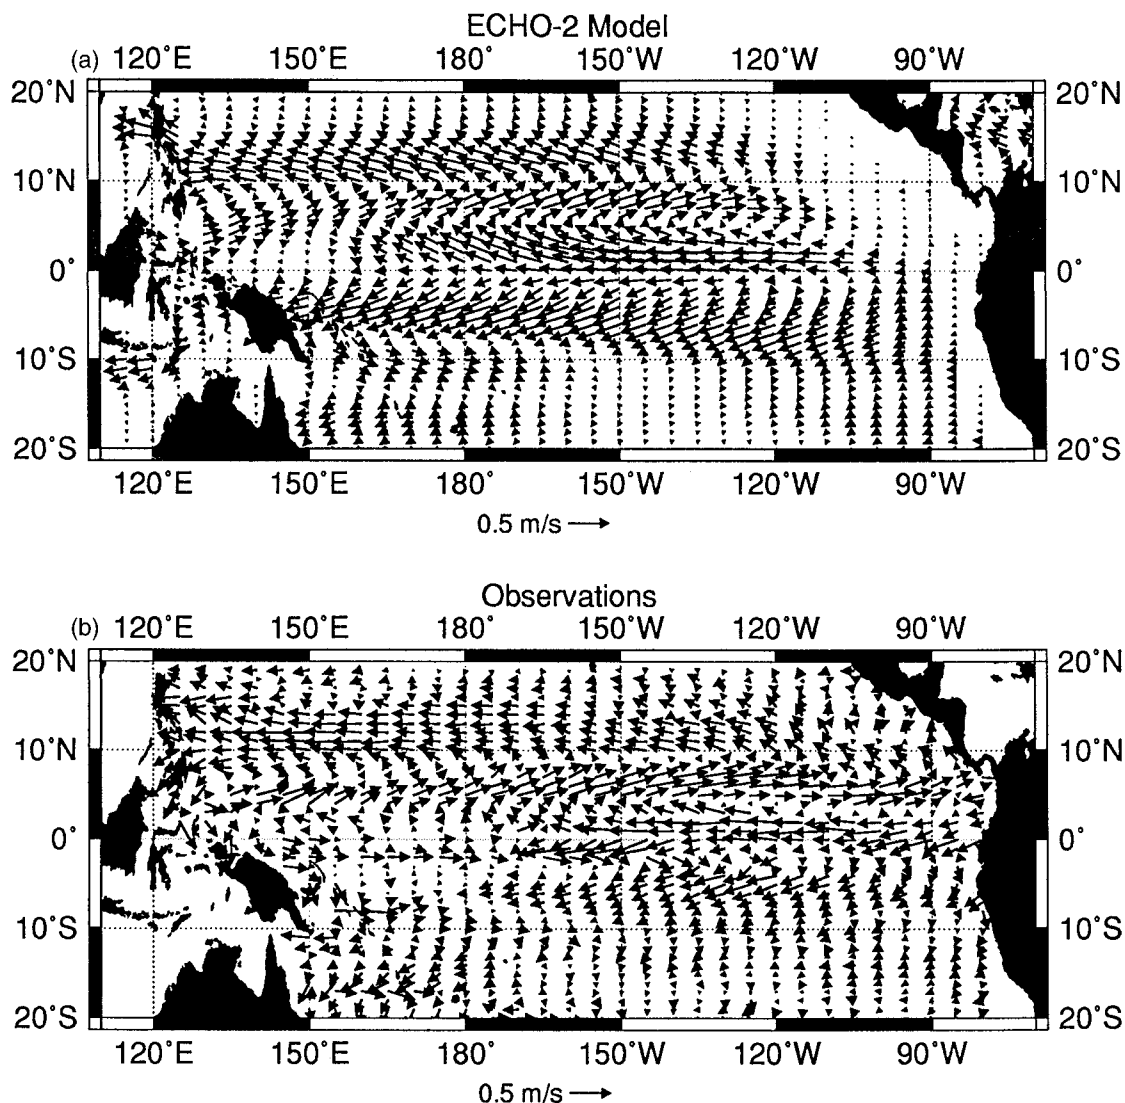 ECHO-2 Model
(a) 120˚E 150˚E 180˚ 150˚W 120˚W 90˚W
20˚N 20˚N
10˚N 10˚N
0˚ 0˚
10˚S 10˚S
20˚S 20˚S
120˚E 150˚E 180˚ 150˚W 120˚W 90˚W
0.5 m/s
Observations
(b) 120˚E 150˚E 180˚ 150˚W 120˚W 90˚W
20˚N 20˚N
10˚N 10˚N
0˚ 0˚
10˚S 10˚S
20˚S 20˚S
120˚E 150˚E 180˚ 150˚W 120˚W 90˚W
0.5 m/s